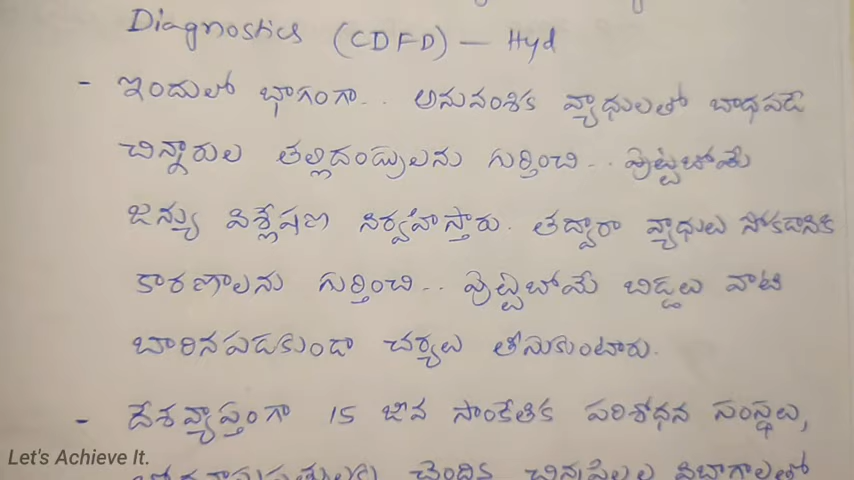 Diagnostics (CDFD) — Hyd
- ఇందులో భాగంగా.. అనువంశిక వ్యాధులతో బాధపడే
చిన్నారుల తల్లిదండ్రులను గుర్తించి.. పుట్టబోయే
జన్యు విశ్లేషణ నిర్వహిస్తారు. తద్వారా వ్యాధులు సోకడానికి
కారణాలను గుర్తించి.. పుట్టబోయే బిడ్డలు వాటి
బారినపడకుండా చర్యలు తీసుకుంటారు.
- దేశవ్యాప్తంగా 15 జీవ సాంకేతిక పరిశోధన సంస్థలు,
చెందిన చిన్నపిల్లల విభాగాలతో
Let's Achieve It.